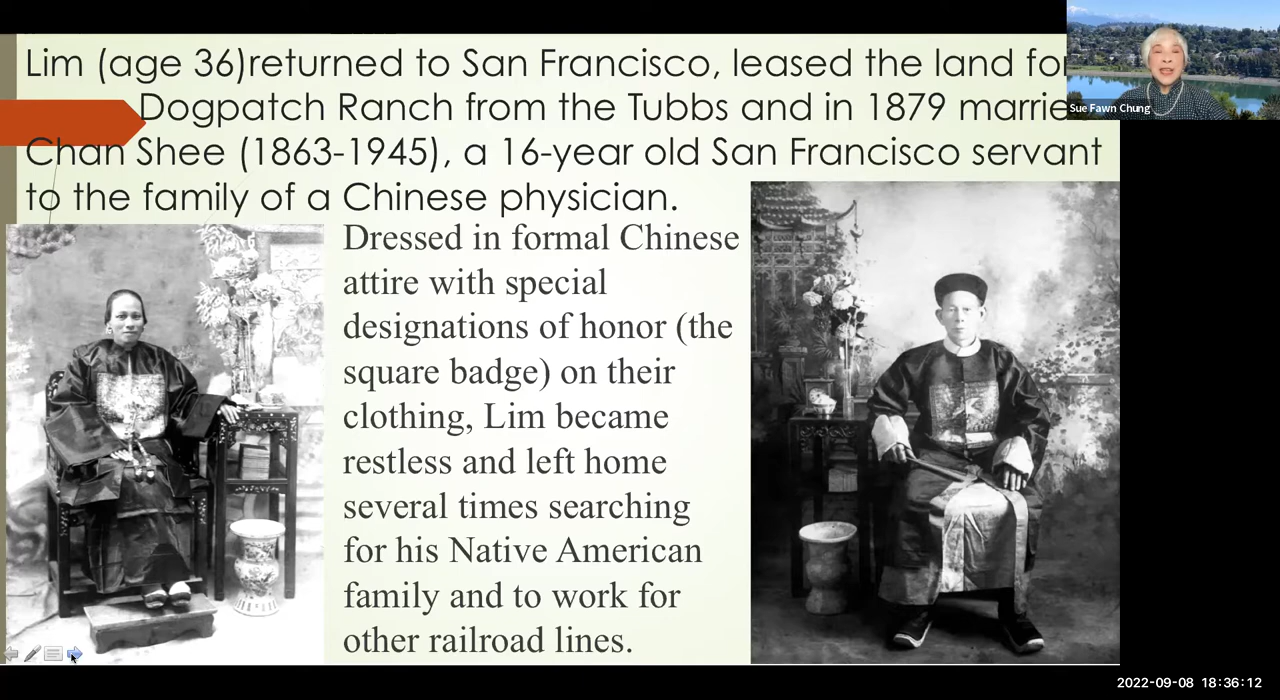 Lim (age 36)returned to San Francisco, leased the land for
Dogpatch Ranch from the Tubbs and in 1879 marrie
Chan Shee (1863-1945), a 16-year old San Francisco servant
to the family of a Chinese physician.
Dressed in formal Chinese
attire with special
designations of honor (the
square badge) on their
clothing, Lim became
restless and left home
several times searching
for his Native American
family and to work for
other railroad lines.
Sue Fawn Chung
2022-09-08 18:36:12